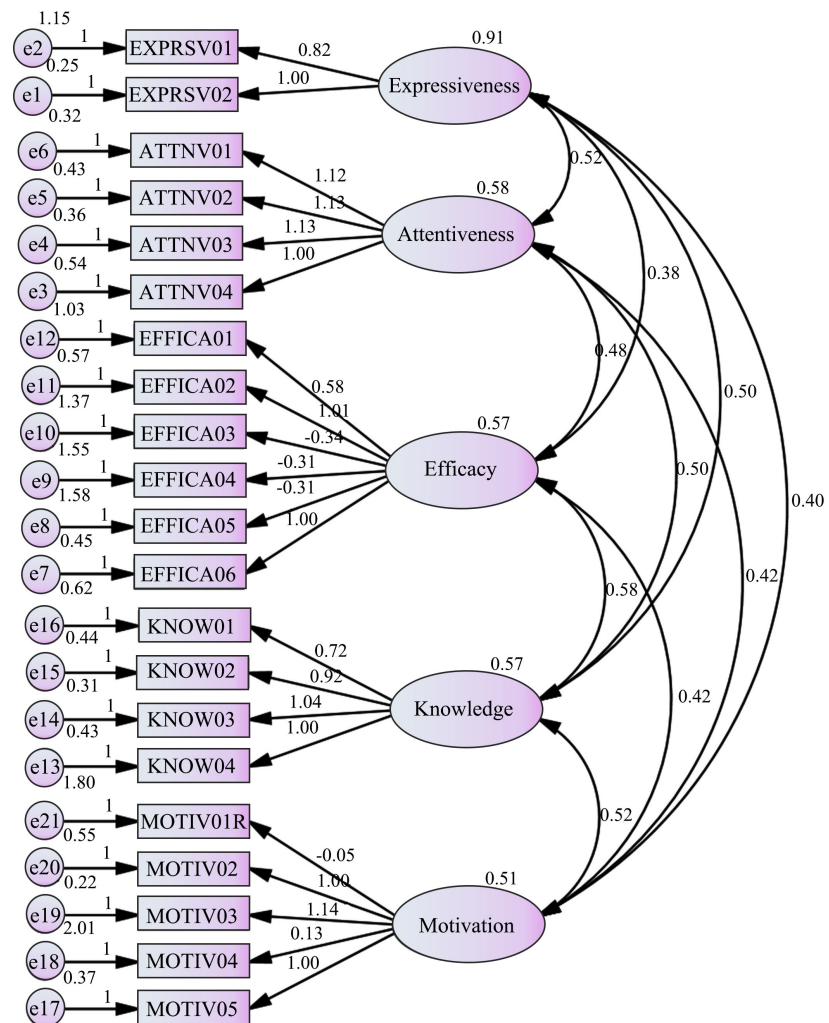 1.15
e2 1 EXPRSV01 0.82 0.91
0.25
e1 1 EXPRSV02 1.00 Expressiveness
0.32
e6 1 ATTNV01 1.12 0.52
0.43
e5 1 ATTNV02 1.13 0.58
0.36
e4 1 ATTNV03 1.13 Attentiveness
0.54
e3 1 ATTNV04 1.00 0.38
1.03
e12 1 EFFICA01 0.58 0.48
0.57
e11 1 EFFICA02 1.01 0.50
1.37
e10 1 EFFICA03 -0.34 0.57
1.55
e9 1 EFFICA04 -0.31 Efficacy 0.50
1.58
e8 1 EFFICA05 -0.31 0.40
0.45
e7 1 EFFICA06 1.00 0.42
0.62
0.58
e16 1 KNOW01 0.72
0.44
e15 1 KNOW02 0.92 0.57
0.31
e14 1 KNOW03 1.04 Knowledge 0.42
0.43
e13 1 KNOW04 1.00
1.80
e21 1 MOTIV01R -0.05 0.52
0.55
e20 1 MOTIV02 1.00 0.51
0.22
e19 1 MOTIV03 1.14 Motivation
2.01
e18 1 MOTIV04 0.13
0.37
e17 1 MOTIV05 1.00